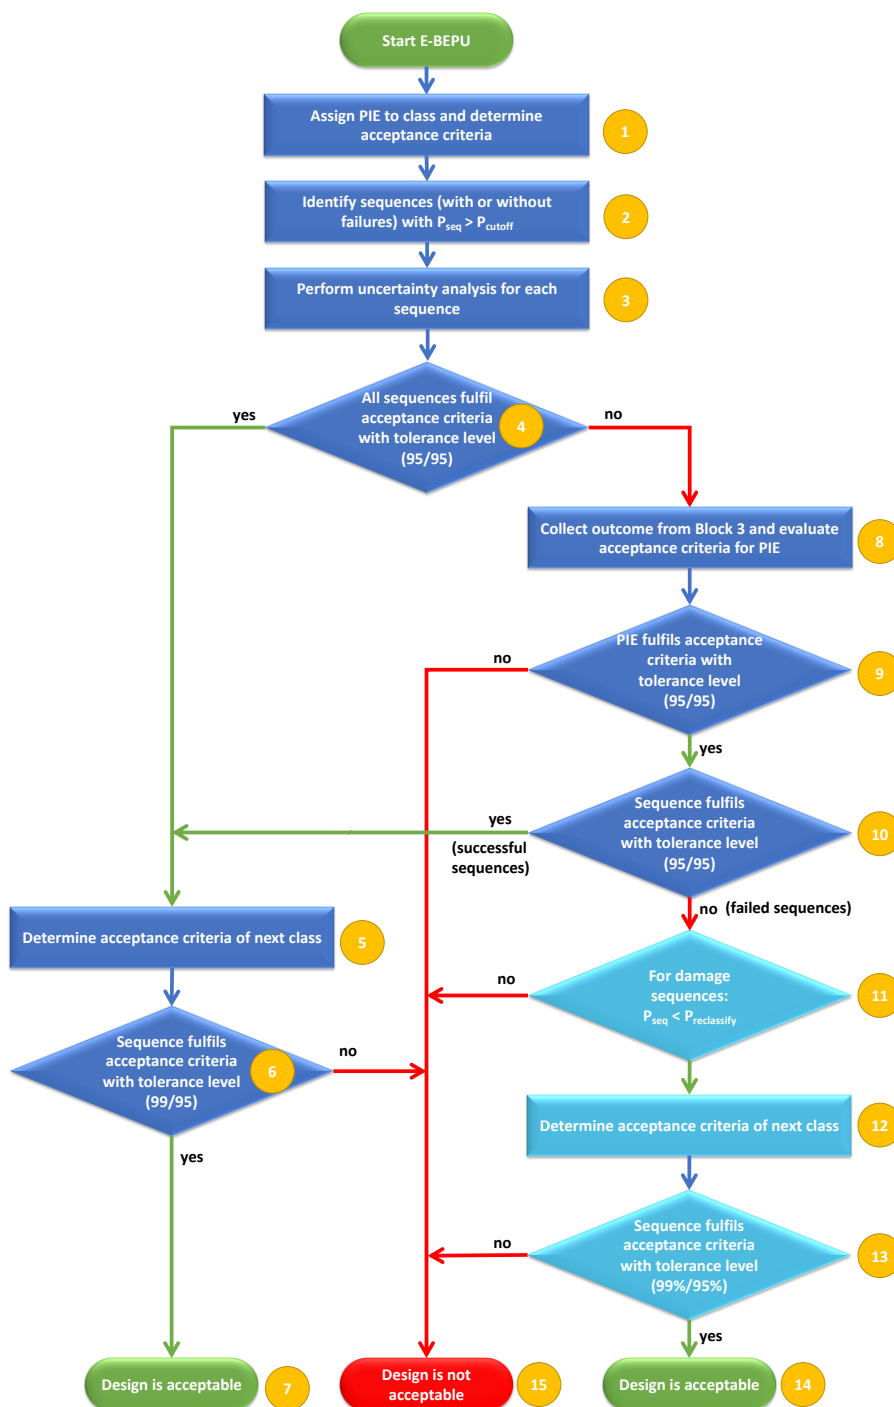 Start E-BEPU
Assign PIE to class and determine
acceptance criteria
1
Identify sequences (with or without
failures) with Pseq > Pcutoff
2
Perform uncertainty analysis for each
sequence
3
All sequences fulfil
acceptance criteria
with tolerance level
(95/95)
4
yes
no
Collect outcome from Block 3 and evaluate
acceptance criteria for PIE
8
PIE fulfils acceptance
criteria with
tolerance level
(95/95)
9
no
yes
Sequence fulfils
acceptance criteria
with tolerance level
(95/95)
10
yes
(successful
sequences)
no (failed sequences)
Determine acceptance criteria of next class
5
For damage
sequences:
Pseq < Preclassify
11
no
Sequence fulfils
acceptance criteria
with tolerance level
(99/95)
6
no
yes
Determine acceptance criteria of next class
12
Sequence fulfils
acceptance criteria
with tolerance level
(99%/95%)
13
no
yes
Design is acceptable
7
Design is not
acceptable
15
Design is acceptable
14